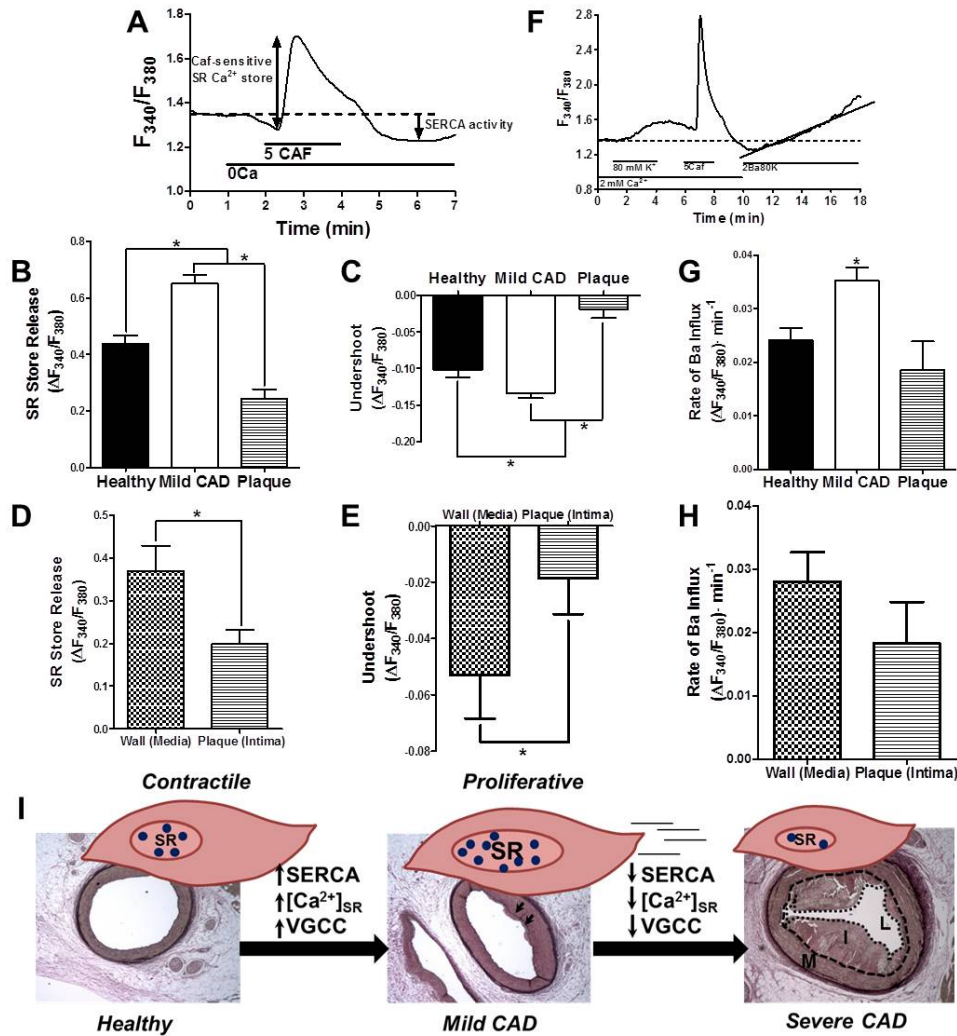 A
F340/F380
1.8
1.6
1.4
1.2
1.0
Caf-sensitive
SR Ca²⁺ store
SERCA activity
5 CAF
0Ca
0 1 2 3 4 5 6 7
Time (min)
F
F340/F380
2.8
2.4
2.0
1.6
1.2
0.8
80 mM K⁺
5Caf
2Ba80K
2 mM Ca²⁺
0 2 4 6 8 10 12 14 16 18
Time (min)
B
SR Store Release
(ΔF340/F380)
0.8
0.6
0.4
0.2
0.0
*
*
Healthy Mild CAD Plaque
C
Healthy Mild CAD Plaque
Undershoot
(ΔF340/F380)
0.00
-0.05
-0.10
-0.15
-0.20
*
*
G
Rate of Ba Influx
(ΔF340/F380)· min⁻¹
0.04
0.03
0.02
0.01
0.00
*
Healthy Mild CAD Plaque
D
SR Store Release
(ΔF340/F380)
0.5
0.4
0.3
0.2
0.1
0.0
*
Wall (Media) Plaque (Intima)
E
Wall (Media) Plaque (Intima)
Undershoot
(ΔF340/F380)
0.00
-0.02
-0.04
-0.06
-0.08
*
H
Rate of Ba Influx
(ΔF340/F380)· min⁻¹
0.04
0.03
0.02
0.01
0.00
Wall (Media) Plaque (Intima)
Contractile
Proliferative
I
SR
↑SERCA
↑[Ca²⁺]SR
↑VGCC
SR
↓SERCA
↓[Ca²⁺]SR
↓VGCC
SR
L
I
M
Healthy
Mild CAD
Severe CAD